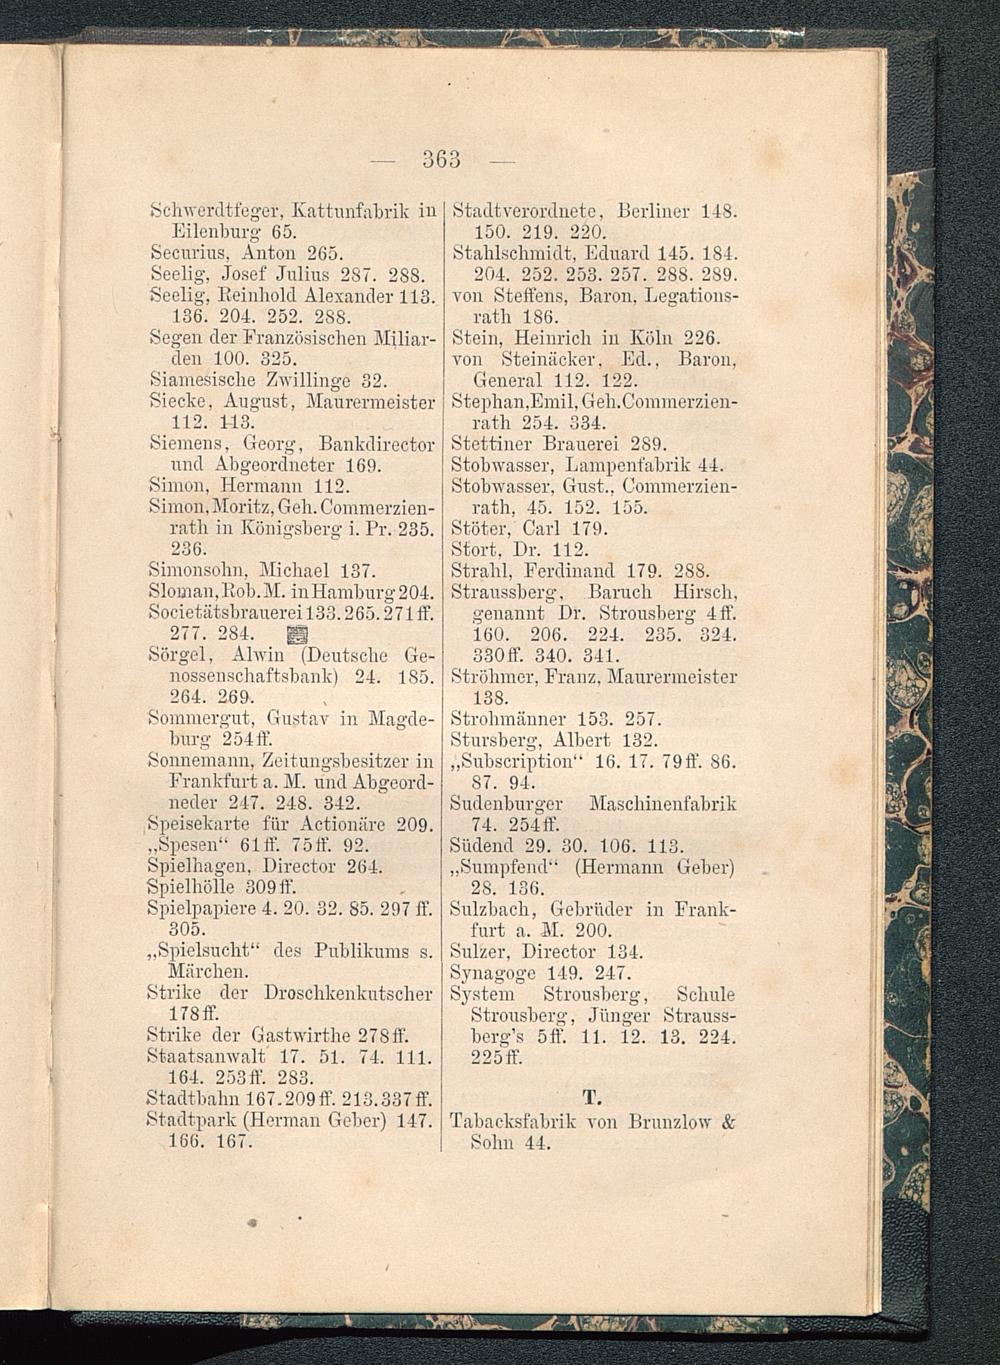 — 363 —
Schwerdtfeger, Kattunfabrik in
Eilenburg 65.
Securius, Anton 265.
Seelig, Josef Julius 287. 288.
Seelig, Reinhold Alexander 113.
136. 204. 252. 288.
Segen der Französischen Miliar-
den 100. 325.
Siamesische Zwillinge 32.
Siecke, August, Maurermeister
112. 113.
Siemens, Georg, Bankdirector
und Abgeordneter 169.
Simon, Hermann 112.
Simon, Moritz, Geh. Commerzien-
rath in Königsberg i. Pr. 235.
236.
Simonsohn, Michael 137.
Sloman, Rob. M. in Hamburg 204.
Societätsbrauerei 133. 265. 271 ff.
277. 284.
Sörgel, Alwin (Deutsche Ge-
nossenschaftsbank) 24. 185.
264. 269.
Sommergut, Gustav in Magde-
burg 254 ff.
Sonnemann, Zeitungsbesitzer in
Frankfurt a. M. und Abgeord-
neder 247. 248. 342.
Speisekarte für Actionäre 209.
„Spesen“ 61 ff. 75 ff. 92.
Spielhagen, Director 264.
Spielhölle 309 ff.
Spielpapiere 4. 20. 32. 85. 297 ff.
305.
„Spielsucht“ des Publikums s.
Märchen.
Strike der Droschkenkutscher
178 ff.
Strike der Gastwirthe 278 ff.
Staatsanwalt 17. 51. 74. 111.
164. 253 ff. 283.
Stadtbahn 167. 209 ff. 213. 337 ff.
Stadtpark (Herman Geber) 147.
166. 167.
Stadtverordnete, Berliner 148.
150. 219. 220.
Stahlschmidt, Eduard 145. 184.
204. 252. 253. 257. 288. 289.
von Steffens, Baron, Legations-
rath 186.
Stein, Heinrich in Köln 226.
von Steinäcker, Ed., Baron,
General 112. 122.
Stephan, Emil, Geh. Commerzien-
rath 254. 334.
Stettiner Brauerei 289.
Stobwasser, Lampenfabrik 44.
Stobwasser, Gust., Commerzien-
rath, 45. 152. 155.
Stöter, Carl 179.
Stort, Dr. 112.
Strahl, Ferdinand 179. 288.
Straussberg, Baruch Hirsch,
genannt Dr. Strousberg 4 ff.
160. 206. 224. 235. 324.
330 ff. 340. 341.
Ströhmer, Franz, Maurermeister
138.
Strohmänner 153. 257.
Stursberg, Albert 132.
„Subscription“ 16. 17. 79 ff. 86.
87. 94.
Sudenburger Maschinenfabrik
74. 254 ff.
Südend 29. 30. 106. 113.
„Sumpfend“ (Hermann Geber)
28. 136.
Sulzbach, Gebrüder in Frank-
furt a. M. 200.
Sulzer, Director 134.
Synagoge 149. 247.
System Strousberg, Schule
Strousberg, Jünger Strauss-
berg's 5 ff. 11. 12. 13. 224.
225 ff.
T.
Tabacksfabrik von Brunzlow &
Sohn 44.